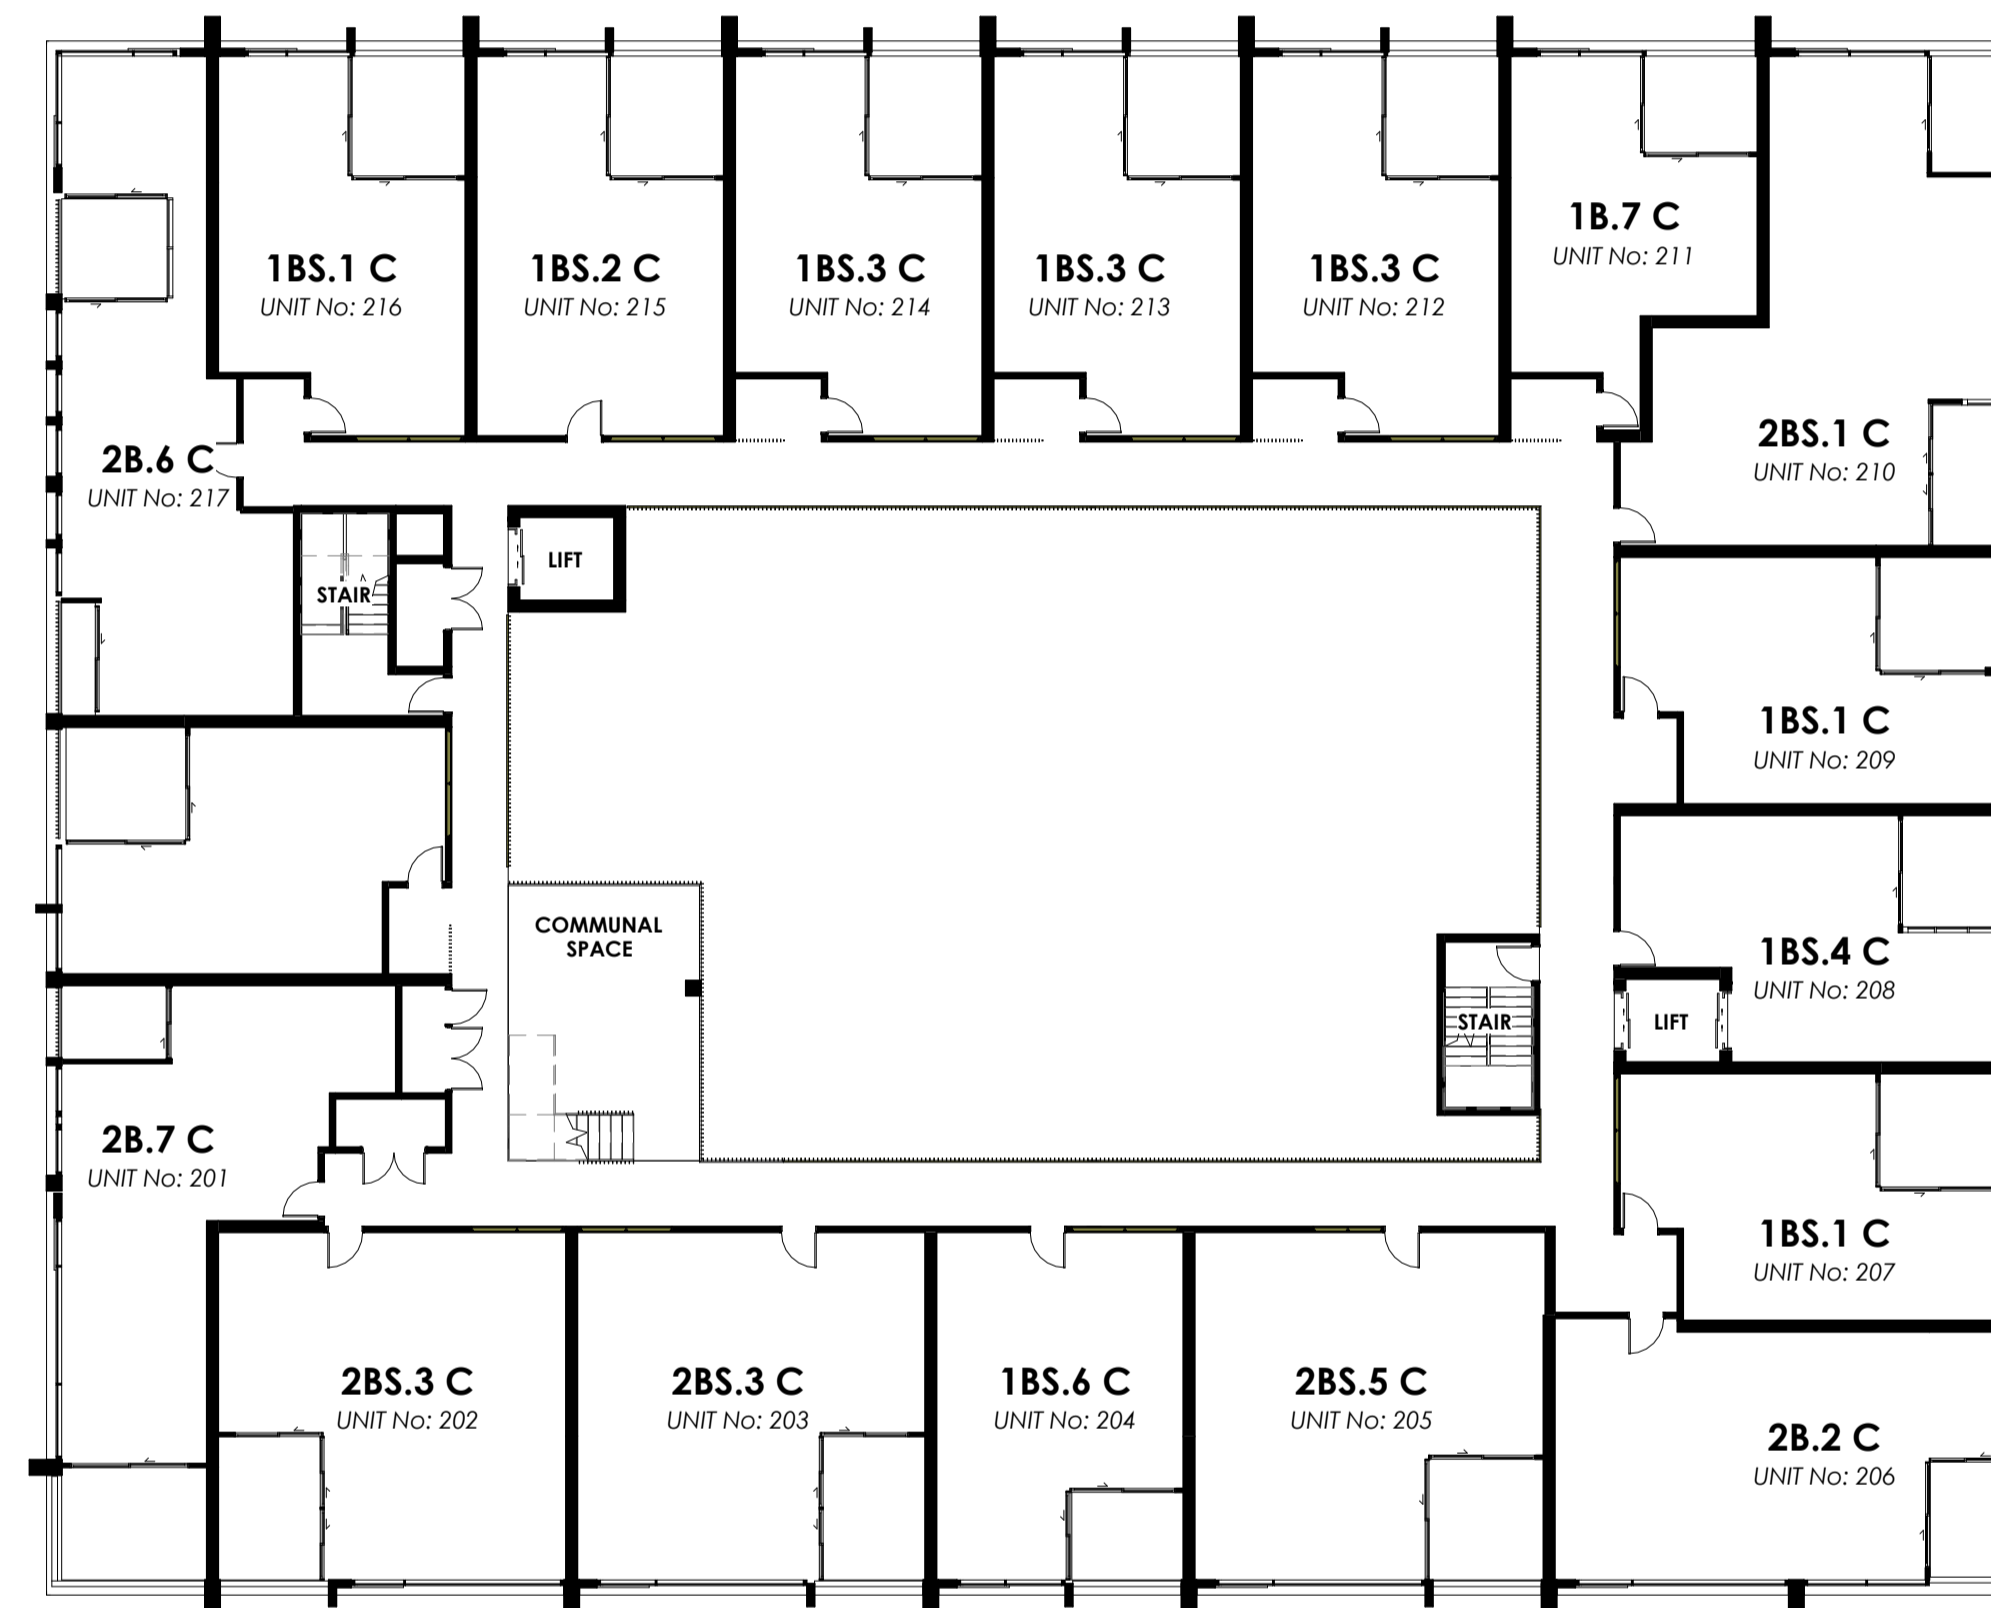 1B.7 C
UNIT No: 211
1BS.1 C
UNIT No: 216
1BS.2 C
UNIT No: 215
1BS.3 C
UNIT No: 214
1BS.3 C
UNIT No: 213
1BS.3 C
UNIT No: 212
2BS.1 C
UNIT No: 210
2B.6 C
UNIT No: 217
LIFT
STAIR
1BS.1 C
UNIT No: 209
COMMUNAL
SPACE
1BS.4 C
UNIT No: 208
STAIR
LIFT
2B.7 C
UNIT No: 201
1BS.1 C
UNIT No: 207
2BS.3 C
UNIT No: 202
2BS.3 C
UNIT No: 203
1BS.6 C
UNIT No: 204
2BS.5 C
UNIT No: 205
2B.2 C
UNIT No: 206